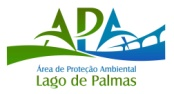 APA
Área de Proteção Ambiental
Lago de Palmas